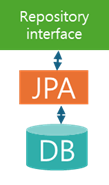 Repository
interface
JPA
DB